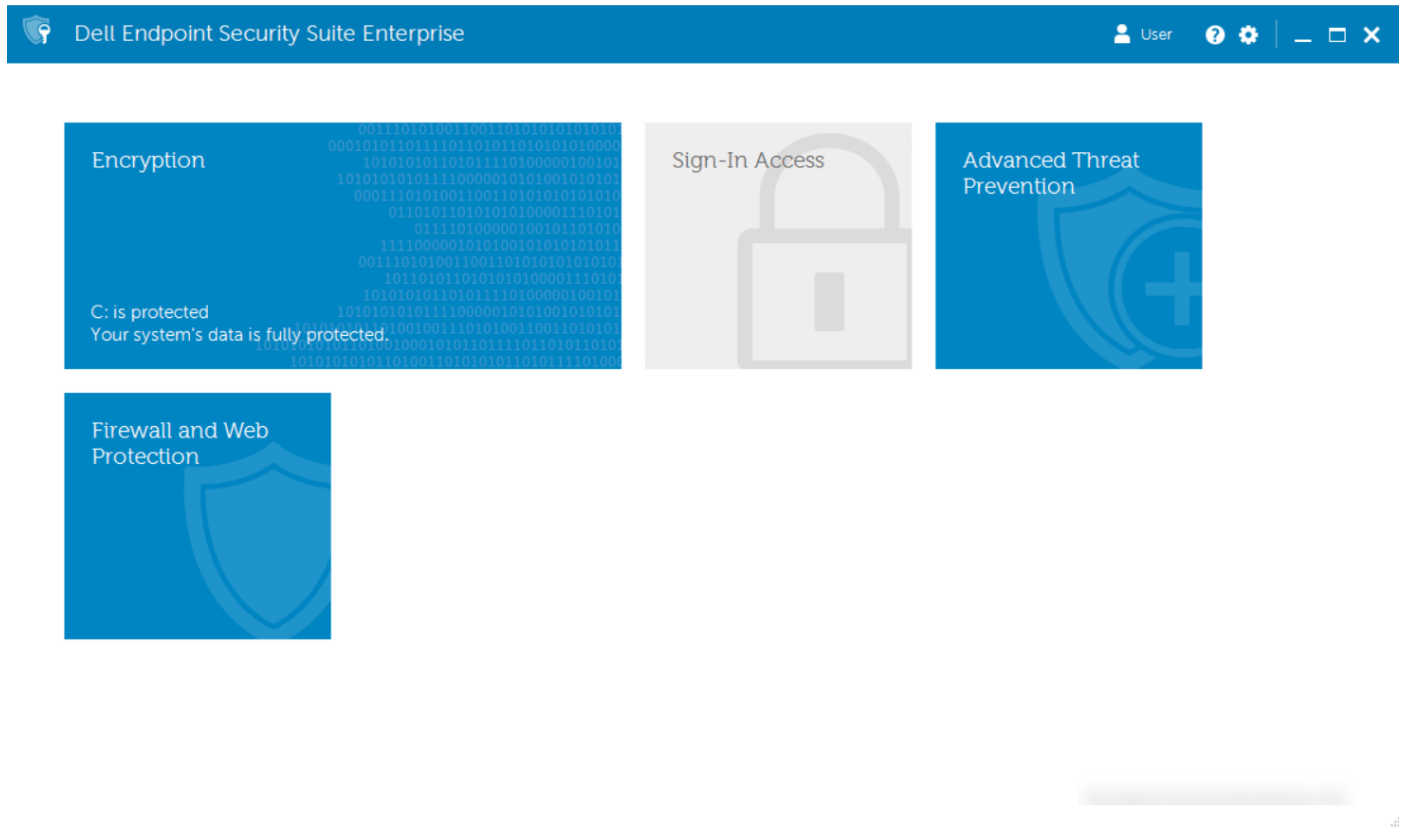 Dell Endpoint Security Suite Enterprise
User
Encryption
C: is protected
Your system's data is fully protected.
Sign-In Access
Advanced Threat
Prevention
Firewall and Web
Protection